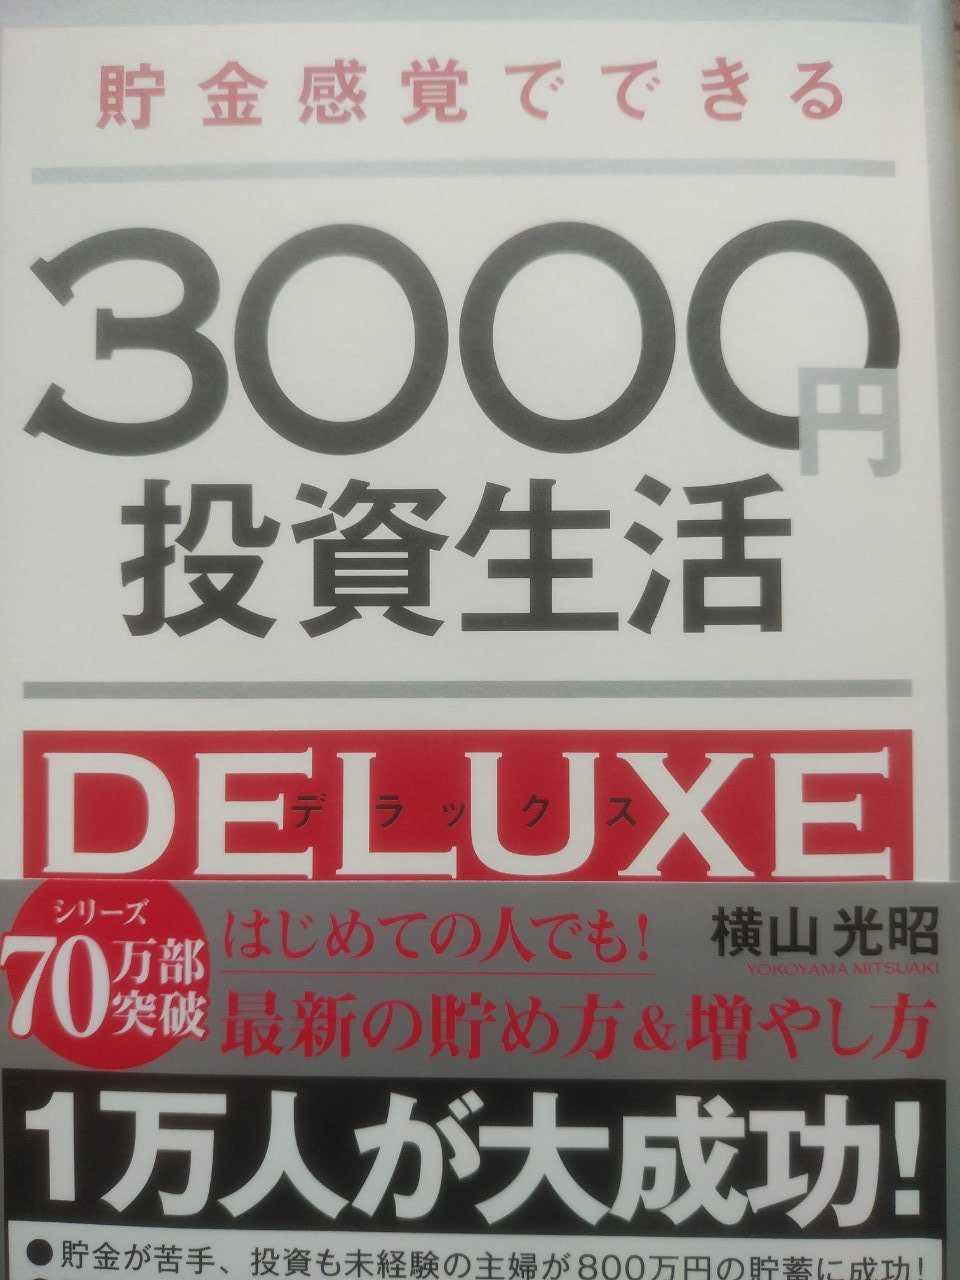 貯金感覚でできる
3000円
投資生活
DELUXE
デラックス
シリーズ
70万部
突破
はじめての人でも!
横山 光昭
YOKOYAMA MITSUAKI
最新の貯め方&増やし方
1万人が大成功!
●貯金が苦手、投資も未経験の主婦が800万円の貯蓄に成功!